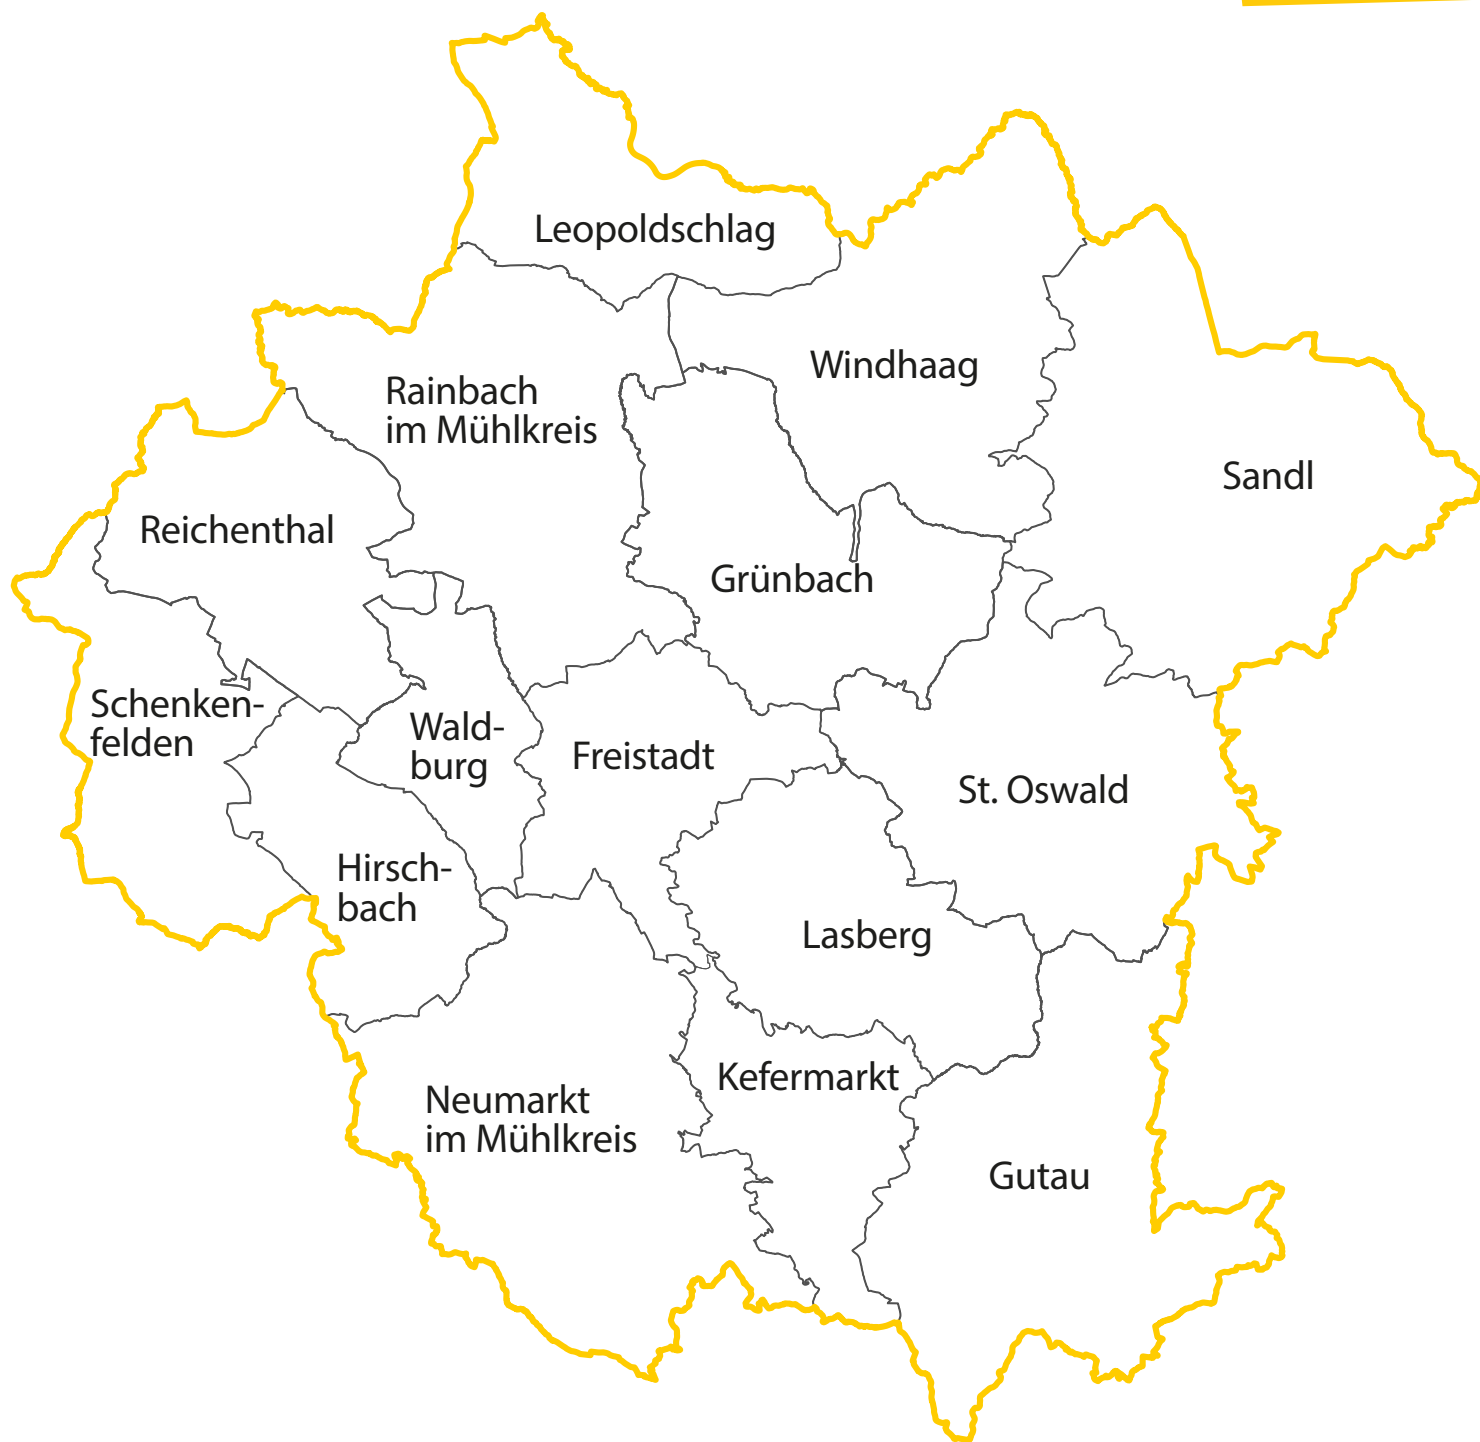 Leopoldschlag
Windhaag
Rainbach
im Mühlkreis
Sandl
Reichenthal
Grünbach
Schenken-
felden
Wald-
burg
Freistadt
St. Oswald
Hirsch-
bach
Lasberg
Kefermarkt
Neumarkt
im Mühlkreis
Gutau